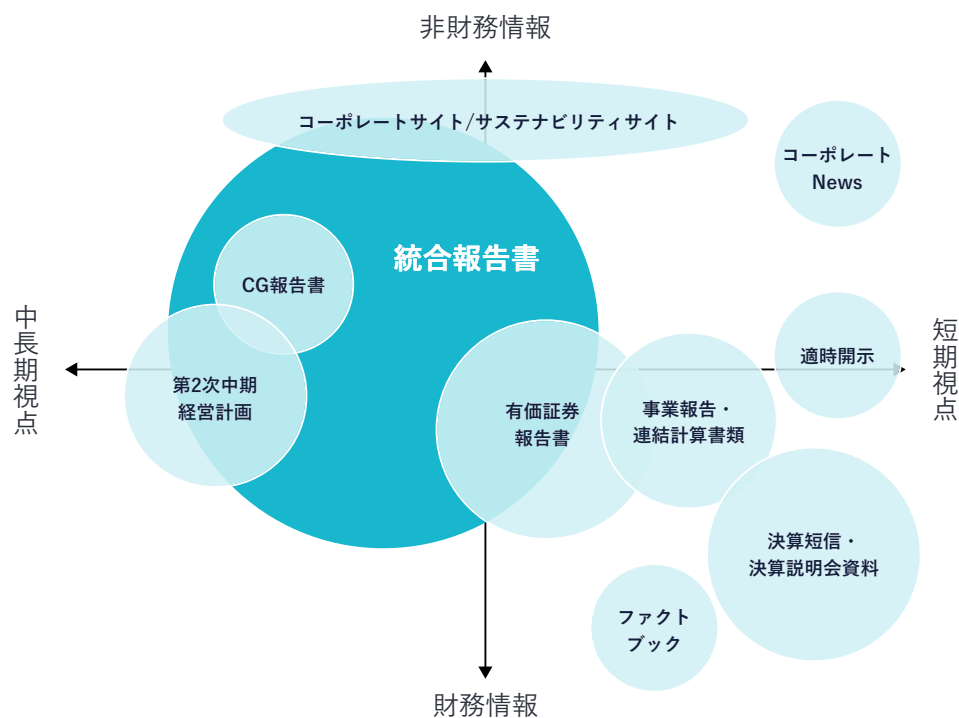 非財務情報
コーポレートサイト/サステナビリティサイト
コーポレート
News
統合報告書
CG報告書
中長期視点
短期視点
適時開示
第2次中期
経営計画
有価証券
報告書
事業報告・
連結計算書類
決算短信・
決算説明会資料
ファクト
ブック
財務情報